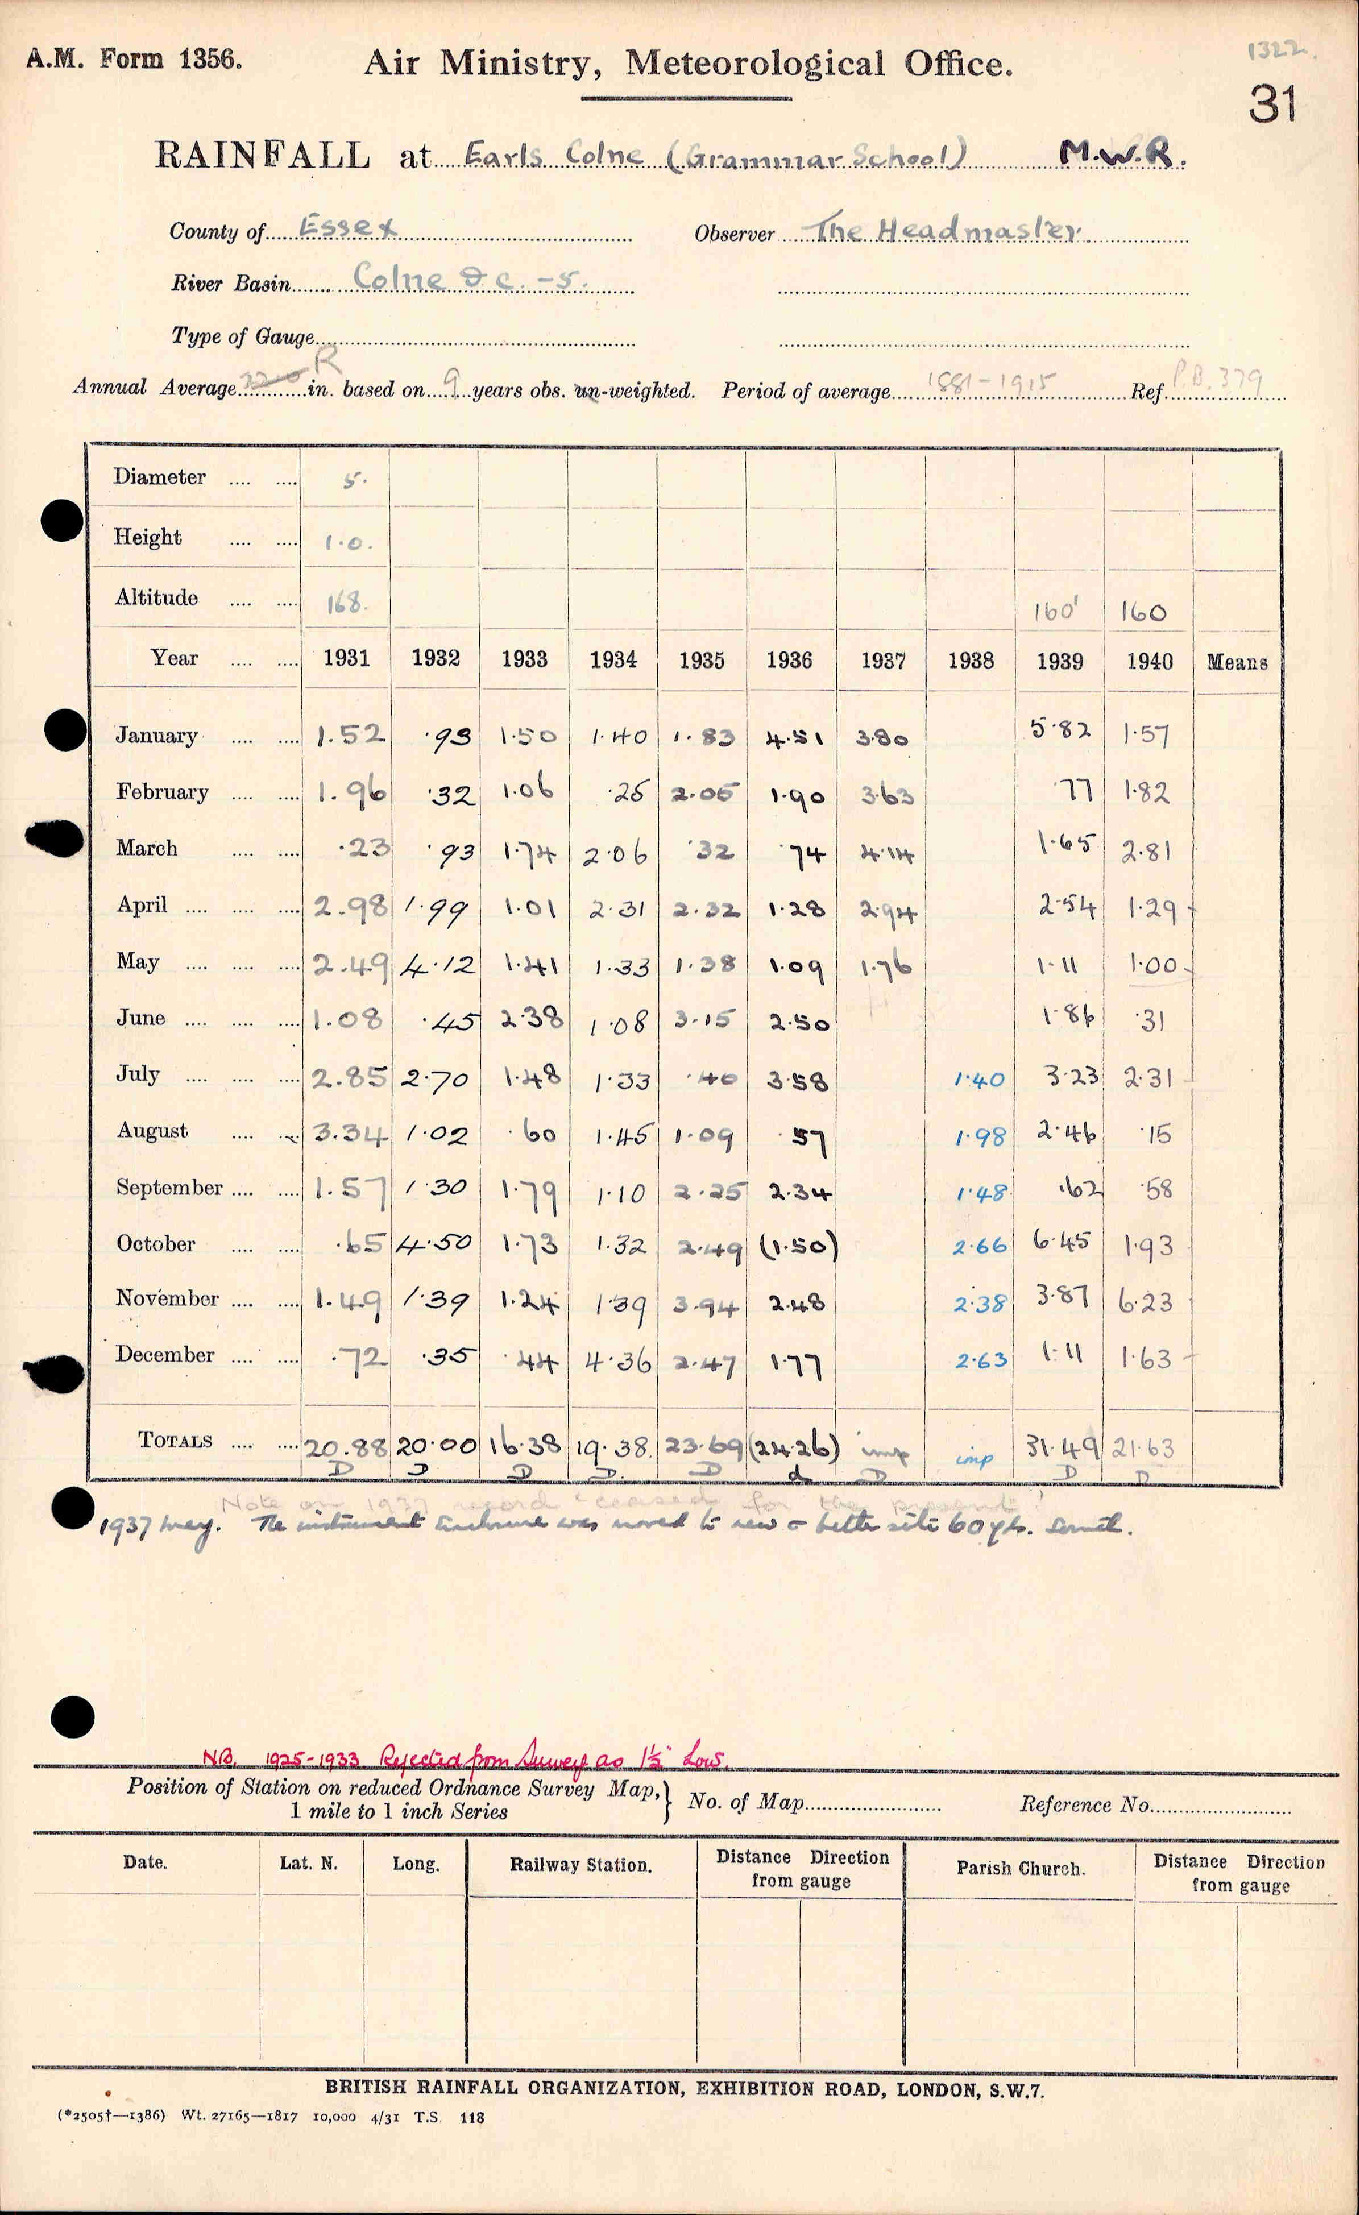 1322.
A.M. Form 1356. Air Ministry, Meteorological Office.
31
RAINFALL at Earls Colne (Grammar School) M.W.R.
County of Essex Observer The Headmaster.
River Basin Colne &c. -5.
Type of Gauge
R
Annual Average in. based on 9 years obs. un-weighted. Period of average 1881-1915 Ref. P.B. 379
Diameter 5.
Height 1.0.
Altitude 168. 160' 160
Year 1931 1932 1933 1934 1935 1936 1937 1938 1939 1940 Means
January 1.52 .93 1.50 1.40 1.83 4.51 3.80 5.82 1.57
February 1.96 .32 1.06 .25 2.05 1.90 3.63 .77 1.82
March .23 .93 1.74 2.06 .32 .74 4.14 1.65 2.81
April 2.98 1.99 1.01 2.31 2.32 1.28 2.94 2.54 1.29
May 2.49 4.12 1.41 1.33 1.38 1.09 1.76 1.11 1.00
June 1.08 .45 2.38 1.08 3.15 2.50 1.86 .31
July 2.85 2.70 1.48 1.33 .40 3.58 1.40 3.23 2.31
August 3.34 1.02 .60 1.45 1.09 .57 1.98 2.46 .15
September 1.57 1.30 1.79 1.10 2.25 2.34 1.48 .62 .58
October .65 4.50 1.73 1.32 2.49 (1.50) 2.66 6.45 1.93
November 1.49 1.39 1.24 1.39 3.94 2.48 2.38 3.87 6.23
December .72 .35 .44 4.36 2.47 1.77 2.63 1.11 1.63
TOTALS 20.88 20.00 16.38 19.38. 23.69 (24.26) imp imp 31.49 21.63
D D D D. D d D D D
Note on 1937 record "ceased for the present"
1937 May. The instrument enclosure was moved to new & better site 60 yds. South.
N.B. 1925-1933 Rejected from Survey as 1½" Low.
Position of Station on reduced Ordnance Survey Map, } No. of Map Reference No.
1 mile to 1 inch Series
Date. Lat. N. Long. Railway Station. Distance Direction from gauge Parish Church. Distance Direction from gauge
BRITISH RAINFALL ORGANIZATION, EXHIBITION ROAD, LONDON, S.W.7.
(*2505†—1386) Wt. 27165—1817 10,000 4/31 T.S. 118